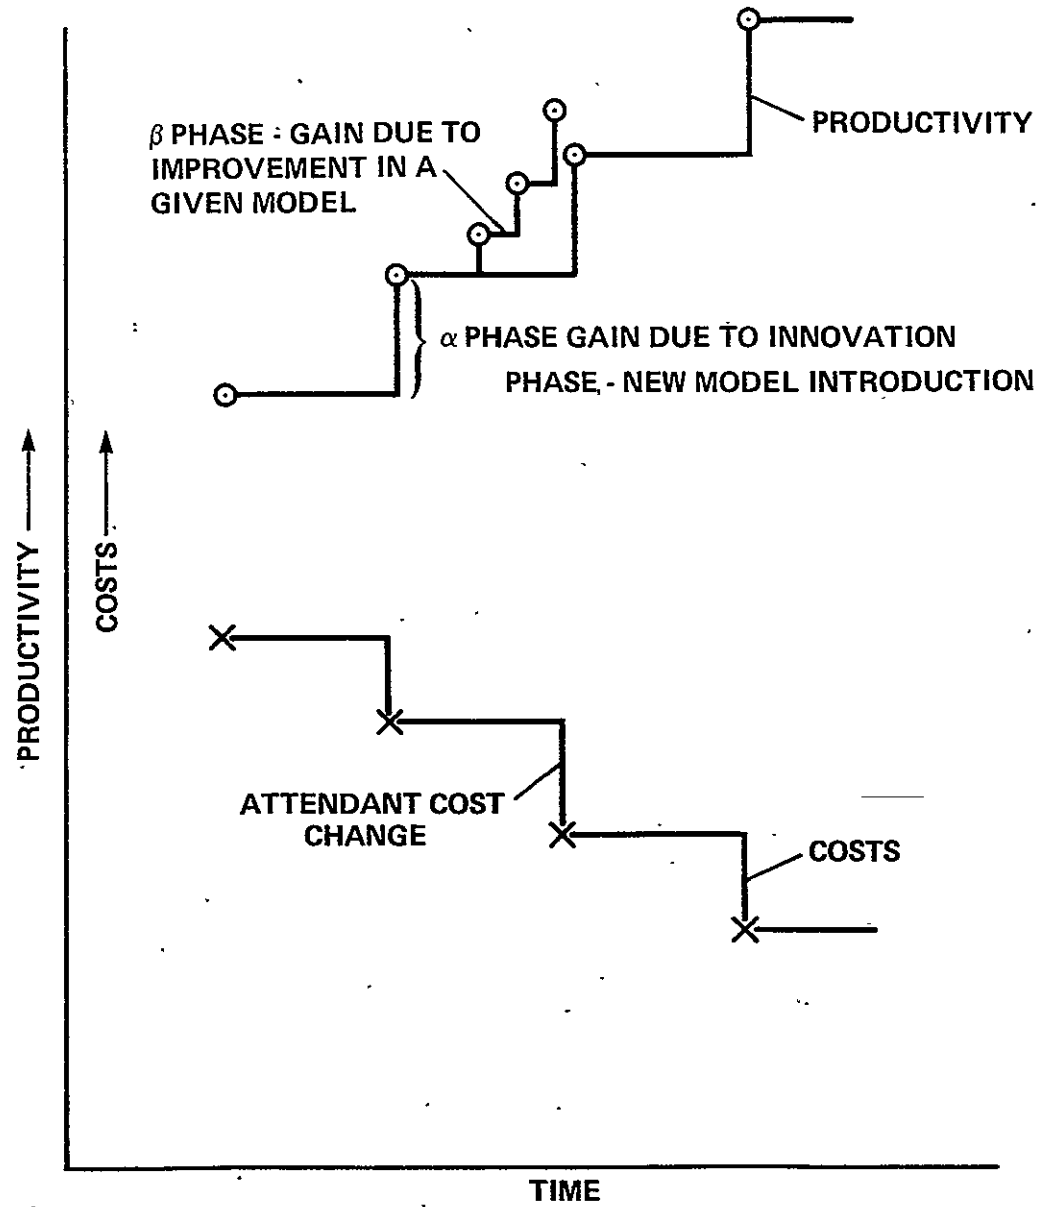 β PHASE - GAIN DUE TO
IMPROVEMENT IN A
GIVEN MODEL
PRODUCTIVITY
α PHASE GAIN DUE TO INNOVATION
PHASE, - NEW MODEL INTRODUCTION
PRODUCTIVITY
COSTS
ATTENDANT COST
CHANGE
COSTS
TIME